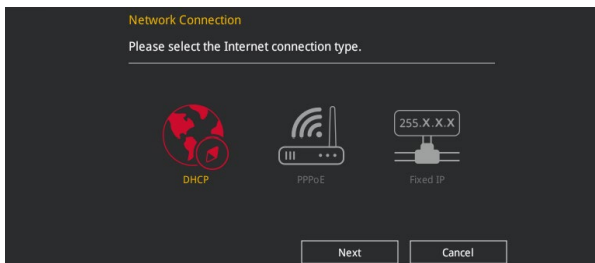 Network Connection
Please select the Internet connection type.
255.X.X.X
DHCP PPPoE Fixed IP
Next Cancel